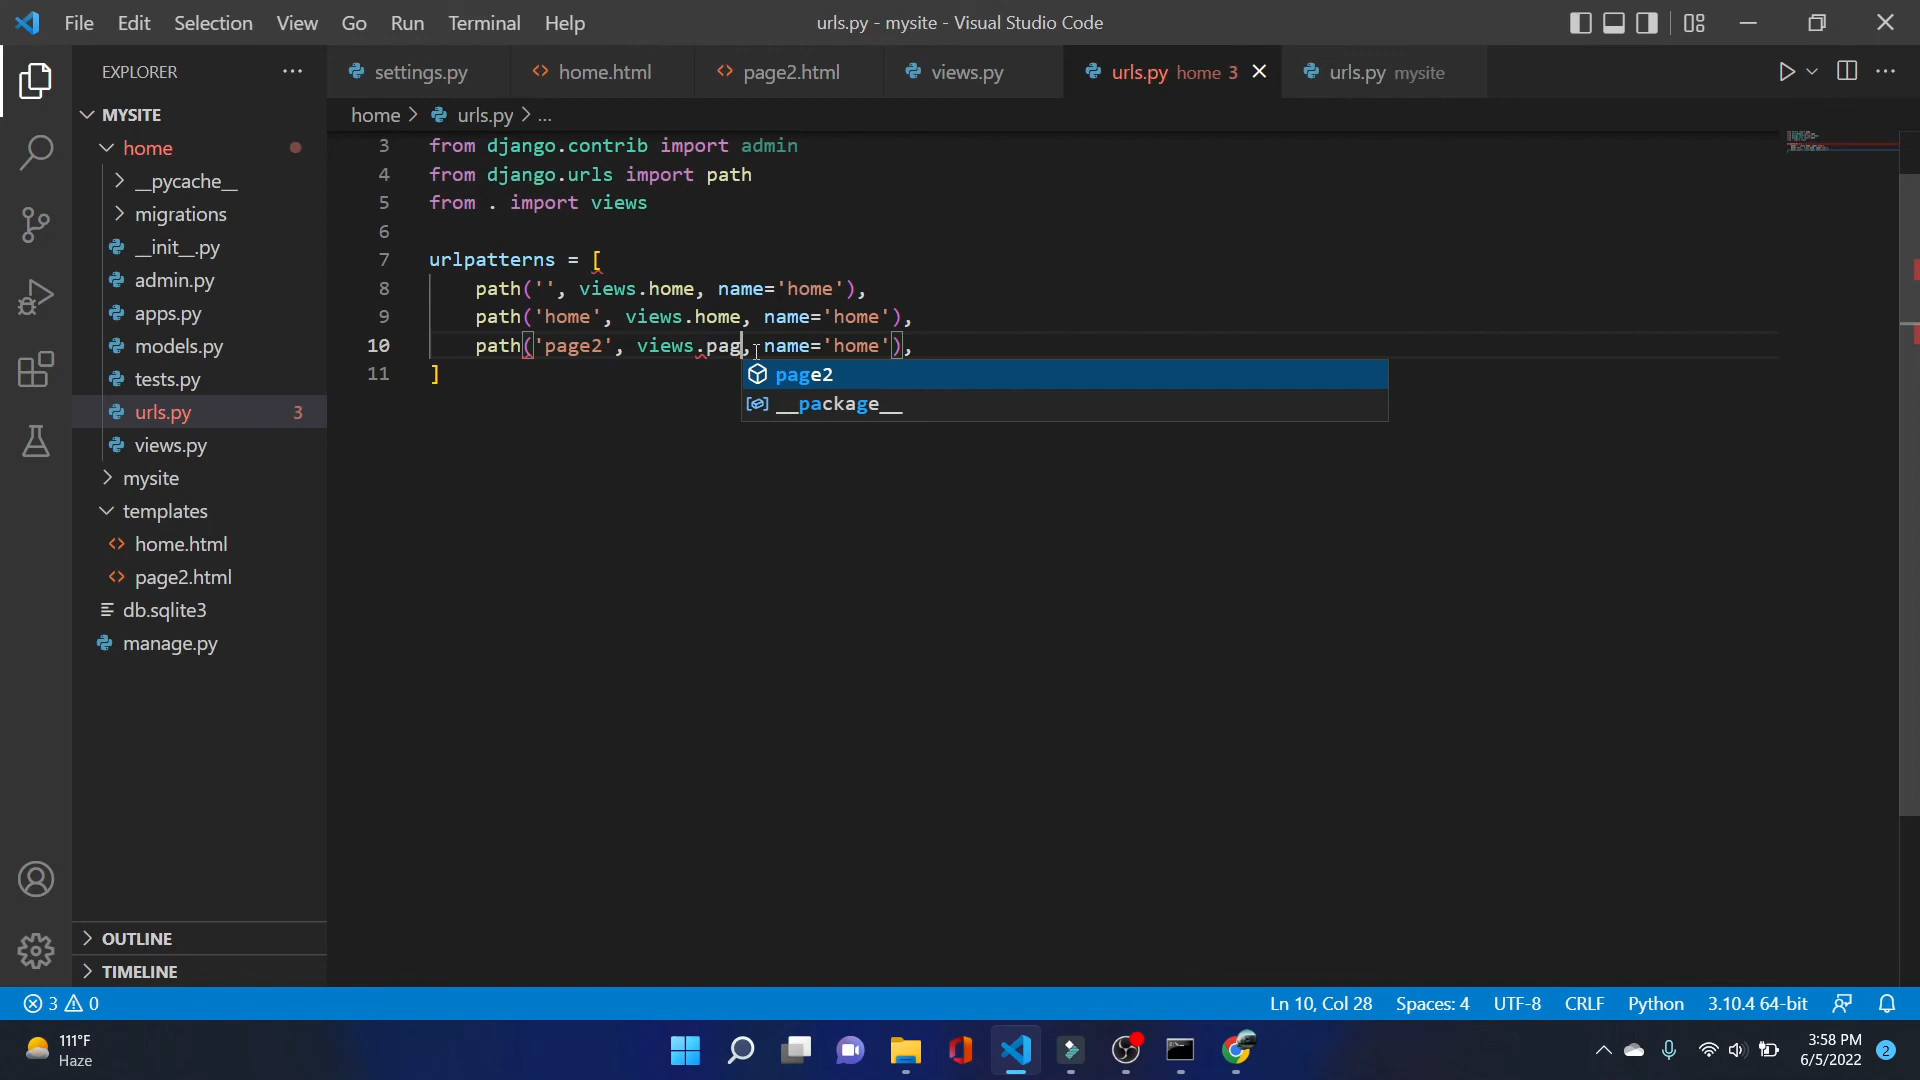 File Edit Selection View Go Run Terminal Help
urls.py - mysite - Visual Studio Code
EXPLORER ...
settings.py
home.html
page2.html
views.py
urls.py home 3
urls.py mysite
home > urls.py > ...
MYSITE
home
__pycache__
migrations
__init__.py
admin.py
apps.py
models.py
tests.py
urls.py 3
views.py
mysite
templates
home.html
page2.html
db.sqlite3
manage.py
OUTLINE
TIMELINE
3 from django.contrib import admin
4 from django.urls import path
5 from . import views
6
7 urlpatterns = [
8 path('', views.home, name='home'),
9 path('home', views.home, name='home'),
10 path('page2', views.pag, name='home'),
11 ]
page2
__package__
3 0
Ln 10, Col 28 Spaces: 4 UTF-8 CRLF Python 3.10.4 64-bit
111°F
Haze
3:58 PM
6/5/2022
2